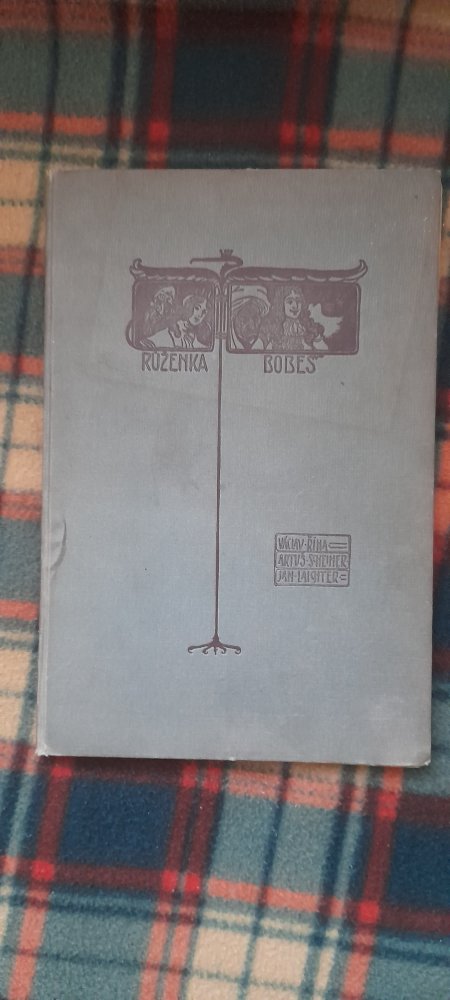 RŮŽENKA BOBEŠ
VÁCLAV · ŘÍHA
ARTUŠ · SCHEINER
JAN · LAICHTER